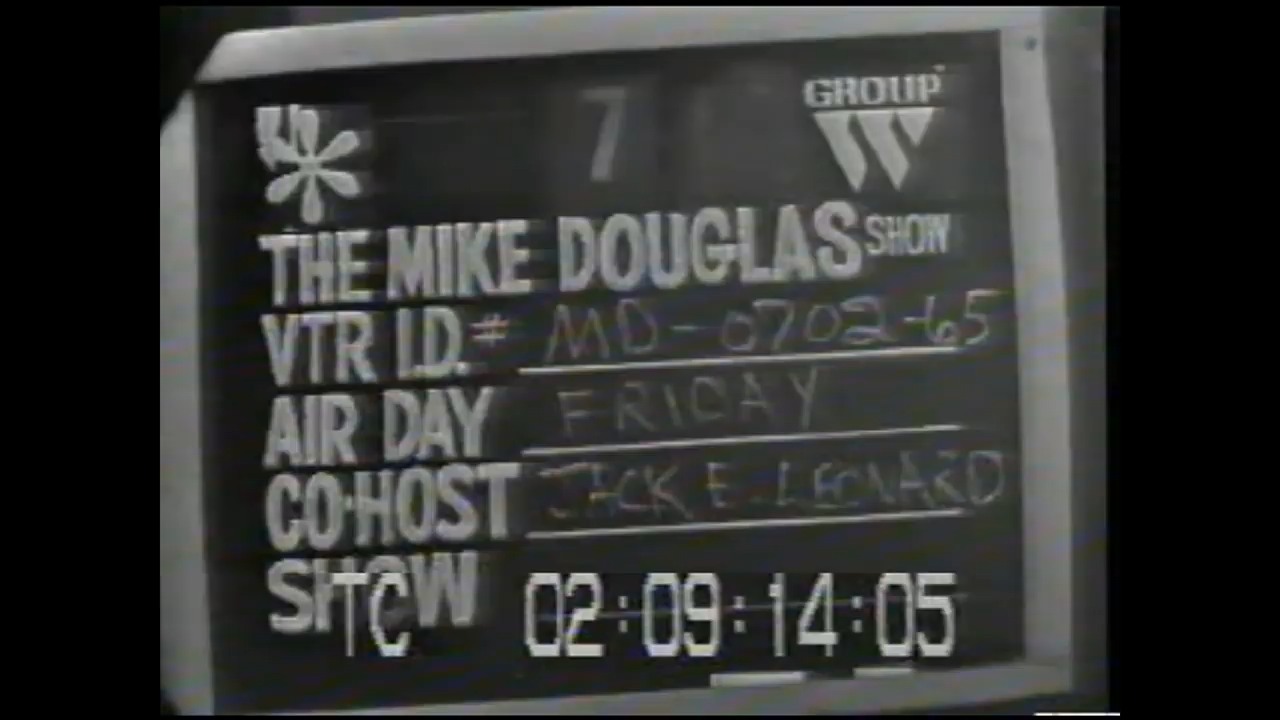 7
GROUP W
THE MIKE DOUGLAS SHOW
VTR I.D. # MD-0702-65
AIR DAY FRIDAY
CO-HOST JACK E. LEONARD
SHOW
TC 02:09:14:05